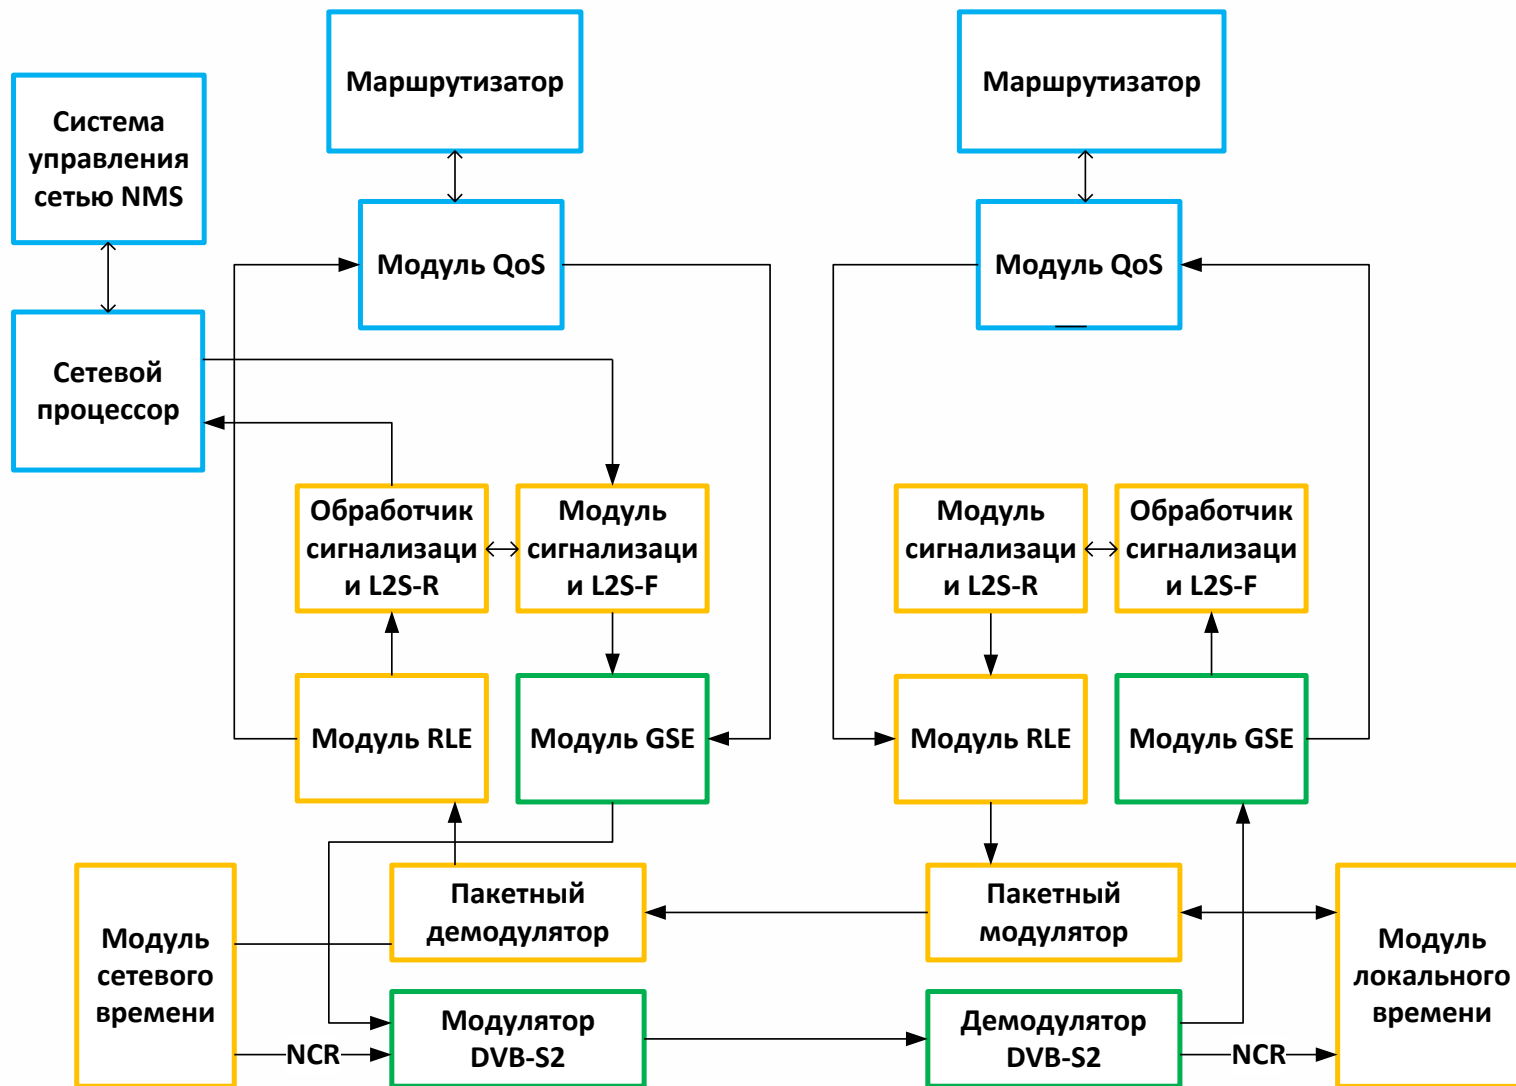 Маршрутизатор
Маршрутизатор
Система
управления
сетью NMS
Модуль QoS
Модуль QoS
Сетевой
процессор
Обработчик
сигнализаци
и L2S-R
Модуль
сигнализаци
и L2S-F
Модуль
сигнализаци
и L2S-R
Обработчик
сигнализаци
и L2S-F
Модуль RLE
Модуль GSE
Модуль RLE
Модуль GSE
Модуль
сетевого
времени
Пакетный
демодулятор
Пакетный
модулятор
Модуль
локального
времени
NCR
Модулятор
DVB-S2
Демодулятор
DVB-S2
NCR